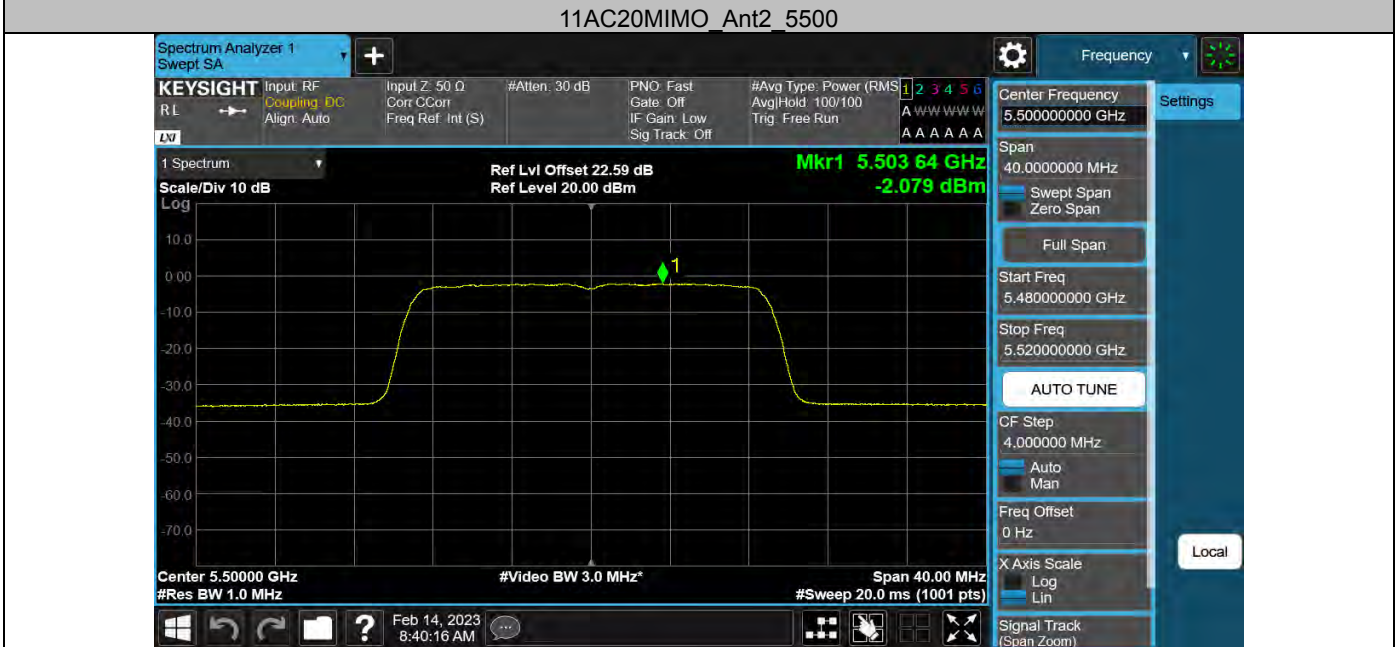 11AC20MIMO_Ant2_5500
Spectrum Analyzer 1
Swept SA
Frequency
KEYSIGHT
RL
LXI
Input: RF
Coupling: DC
Align: Auto
Input Z: 50 Ω
Corr CCorr
Freq Ref: Int (S)
#Atten: 30 dB
PNO: Fast
Gate: Off
IF Gain: Low
Sig Track: Off
#Avg Type: Power (RMS
Avg|Hold: 100/100
Trig: Free Run
1 2 3 4 5 6
A W W W W W
A A A A A A
1 Spectrum
Scale/Div 10 dB
Ref Lvl Offset 22.59 dB
Ref Level 20.00 dBm
Mkr1 5.503 64 GHz
-2.079 dBm
Log
10.0
0.00
-10.0
-20.0
-30.0
-40.0
-50.0
-60.0
-70.0
1
Center 5.50000 GHz
#Res BW 1.0 MHz
#Video BW 3.0 MHz*
Span 40.00 MHz
#Sweep 20.0 ms (1001 pts)
Center Frequency
5.500000000 GHz
Span
40.0000000 MHz
Swept Span
Zero Span
Full Span
Start Freq
5.480000000 GHz
Stop Freq
5.520000000 GHz
AUTO TUNE
CF Step
4.000000 MHz
Auto
Man
Freq Offset
0 Hz
X Axis Scale
Log
Lin
Signal Track
(Span Zoom)
Settings
Local
?
Feb 14, 2023
8:40:16 AM